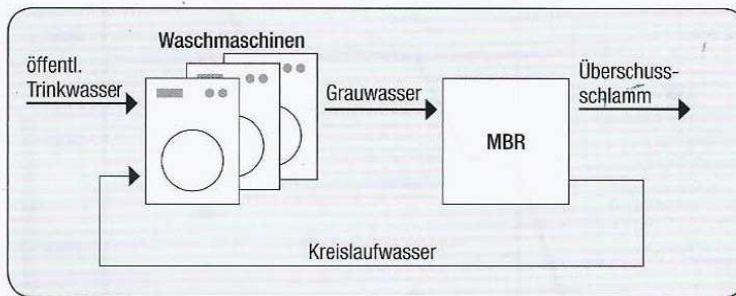 Waschmaschinen
öffentl.
Trinkwasser
Grauwasser
MBR
Überschuss-
schlamm
Kreislaufwasser